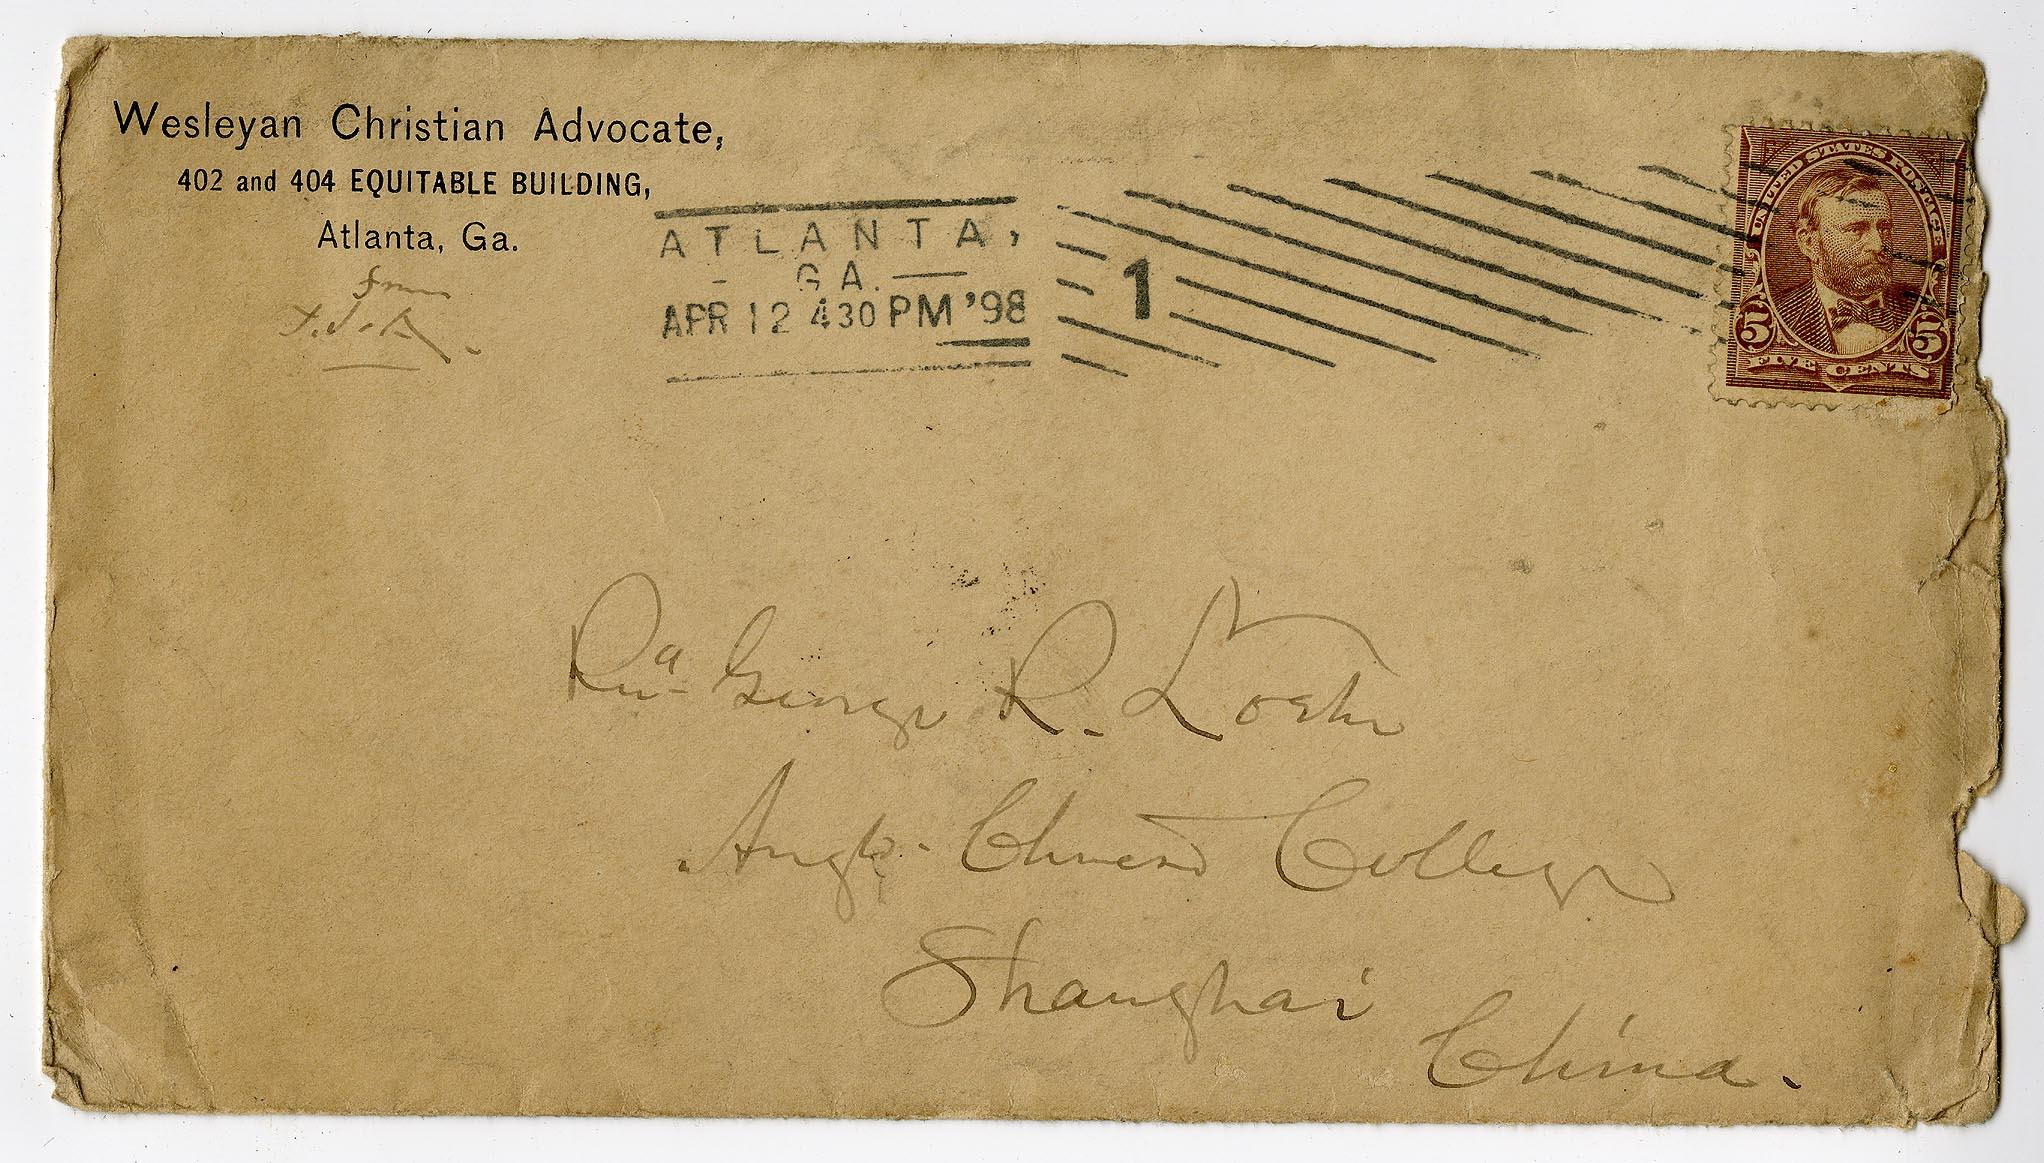 Wesleyan Christian Advocate,
402 and 404 EQUITABLE BUILDING,
Atlanta, Ga.
from
ATLANTA,
GA.
APR 12 430 PM '98
1
UNITED STATES POSTAGE
5 5
FIVE CENTS
Rev George R. Loehr
Anglo-Chinese College
Shanghai
China.